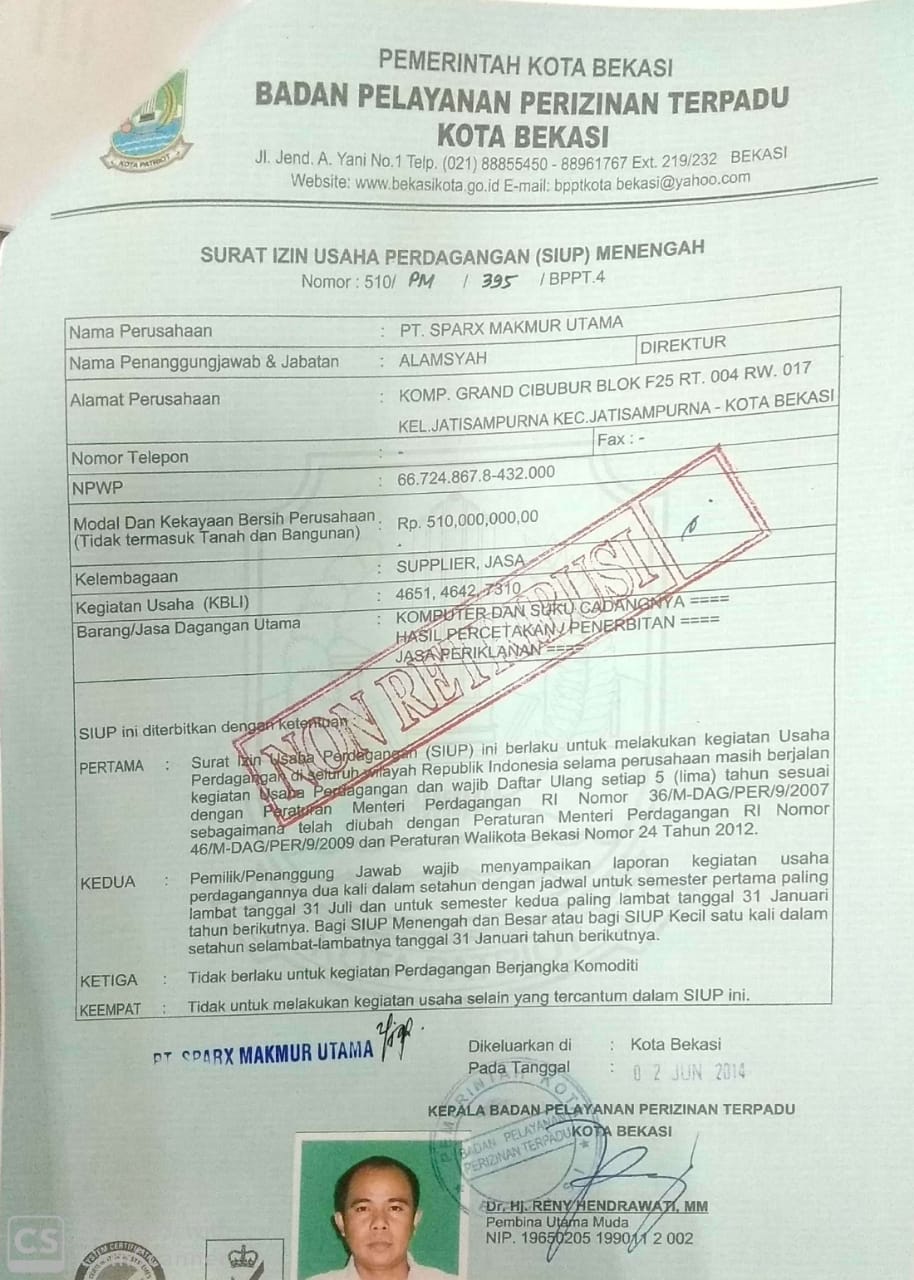 PEMERINTAH KOTA BEKASI
BADAN PELAYANAN PERIZINAN TERPADU
KOTA BEKASI
Jl. Jend. A. Yani No.1 Telp. (021) 88855450 - 88961767 Ext. 219/232 BEKASI
Website: www.bekasikota.go.id E-mail: bpptkota bekasi@yahoo.com
KOTA PATRIOT
SURAT IZIN USAHA PERDAGANGAN (SIUP) MENENGAH
Nomor : 510/ PM / 395 / BPPT.4
Nama Perusahaan : PT. SPARX MAKMUR UTAMA
Nama Penanggungjawab & Jabatan : ALAMSYAH DIREKTUR
Alamat Perusahaan : KOMP. GRAND CIBUBUR BLOK F25 RT. 004 RW. 017
KEL.JATISAMPURNA KEC.JATISAMPURNA - KOTA BEKASI
Nomor Telepon : - Fax : -
NPWP : 66.724.867.8-432.000
Modal Dan Kekayaan Bersih Perusahaan : Rp. 510,000,000,00
(Tidak termasuk Tanah dan Bangunan) .
Kelembagaan : SUPPLIER, JASA
Kegiatan Usaha (KBLI) : 4651, 4642, 7310
Barang/Jasa Dagangan Utama : KOMPUTER DAN SUKU CADANGNYA ====
HASIL PERCETAKAN / PENERBITAN ====
JASA PERIKLANAN ====
NON RETRIBUSI
SIUP ini diterbitkan dengan ketentuan
PERTAMA : Surat Izin Usaha Perdagangan (SIUP) ini berlaku untuk melakukan kegiatan Usaha
Perdagangan di seluruh wilayah Republik Indonesia selama perusahaan masih berjalan
kegiatan Usaha Perdagangan dan wajib Daftar Ulang setiap 5 (lima) tahun sesuai
dengan Peraturan Menteri Perdagangan RI Nomor 36/M-DAG/PER/9/2007
sebagaimana telah diubah dengan Peraturan Menteri Perdagangan RI Nomor
46/M-DAG/PER/9/2009 dan Peraturan Walikota Bekasi Nomor 24 Tahun 2012.
KEDUA : Pemilik/Penanggung Jawab wajib menyampaikan laporan kegiatan usaha
perdagangannya dua kali dalam setahun dengan jadwal untuk semester pertama paling
lambat tanggal 31 Juli dan untuk semester kedua paling lambat tanggal 31 Januari
tahun berikutnya. Bagi SIUP Menengah dan Besar atau bagi SIUP Kecil satu kali dalam
setahun selambat-lambatnya tanggal 31 Januari tahun berikutnya.
KETIGA : Tidak berlaku untuk kegiatan Perdagangan Berjangka Komoditi
KEEMPAT : Tidak untuk melakukan kegiatan usaha selain yang tercantum dalam SIUP ini.
PT. SPARX MAKMUR UTAMA
Dikeluarkan di : Kota Bekasi
Pada Tanggal : 02 JUN 2014
KEPALA BADAN PELAYANAN PERIZINAN TERPADU
KOTA BEKASI
PEMERINTAH KOTA
BADAN PELAYANAN
PERIZINAN TERPADU
Dr. Hj. RENY HENDRAWATI, MM
Pembina Utama Muda
NIP. 19650205 199011 2 002
CS